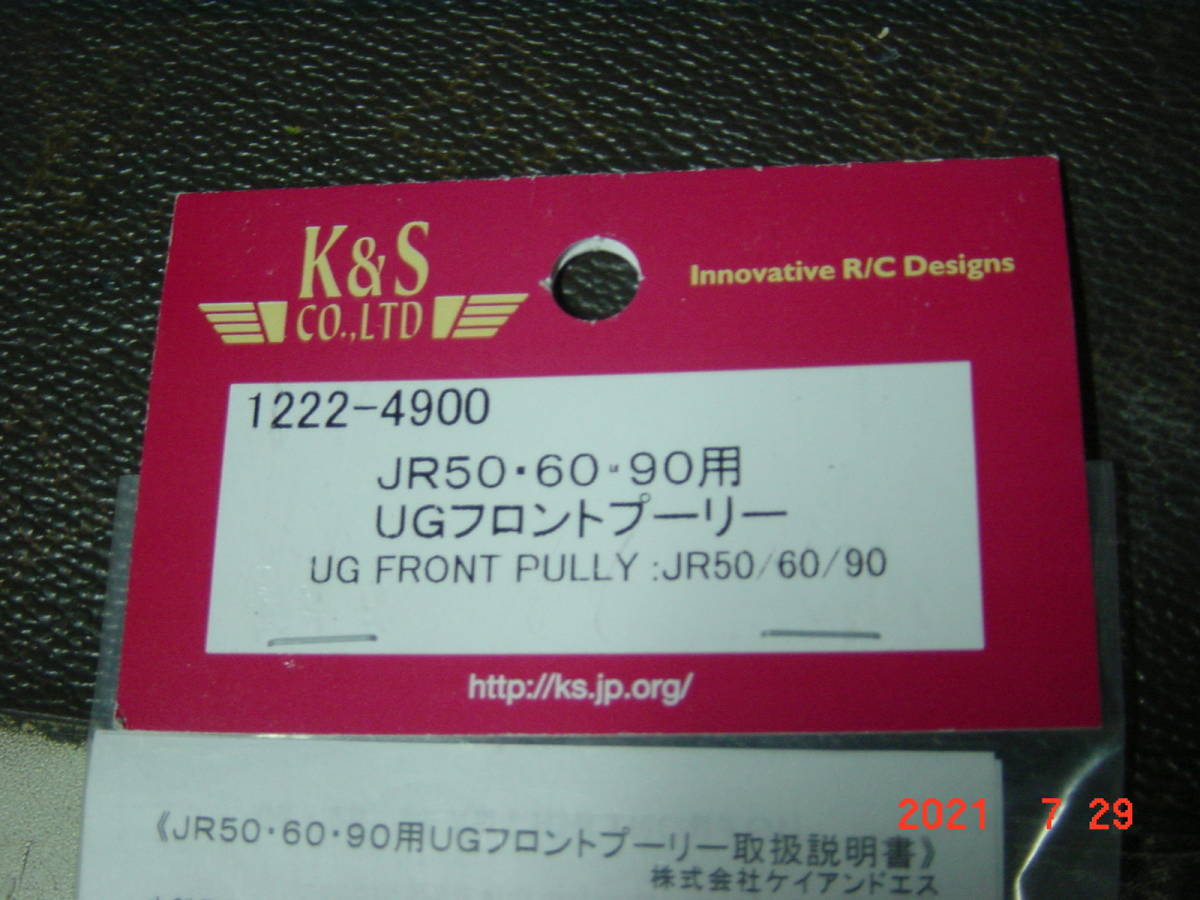 K&S
CO.,LTD
Innovative R/C Designs
1222-4900
JR50・60・90用
UGフロントプーリー
UG FRONT PULLY :JR50/60/90
http://ks.jp.org/
《JR50・60・90用UGフロントプーリー取扱説明書》
株式会社ケイアンドエス
2021 7 29